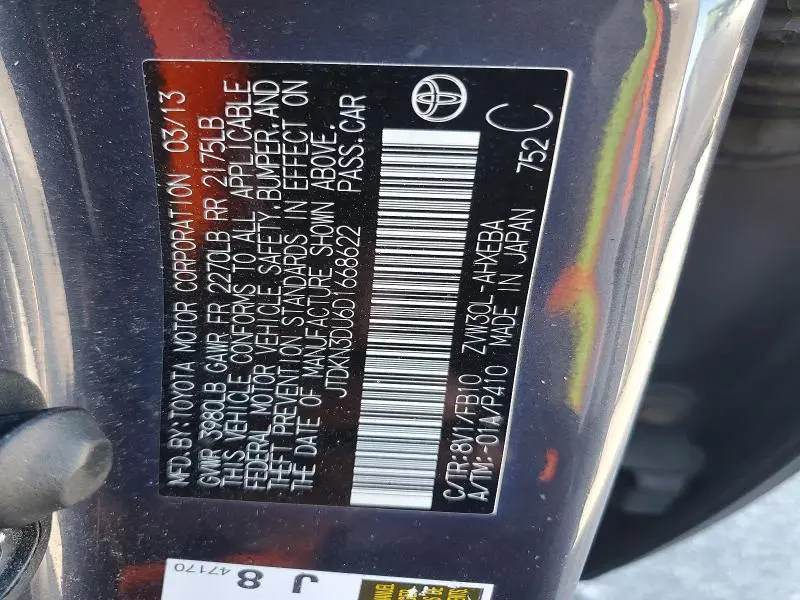 MFD. BY: TOYOTA MOTOR CORPORATION 03/13
GVWR 3980LB GAWR FR 2270LB RR 2175LB
THIS VEHICLE CONFORMS TO ALL APPLICABLE
FEDERAL MOTOR VEHICLE SAFETY, BUMPER, AND
THEFT PREVENTION STANDARDS IN EFFECT ON
THE DATE OF MANUFACTURE SHOWN ABOVE.
JTDKN3DU6D1668622 PASS. CAR
C/TR: 8V1/FB10 ZVW30L-AHXEBA
A/TM: -01A/P410 MADE IN JAPAN 752 C
J 8
47170